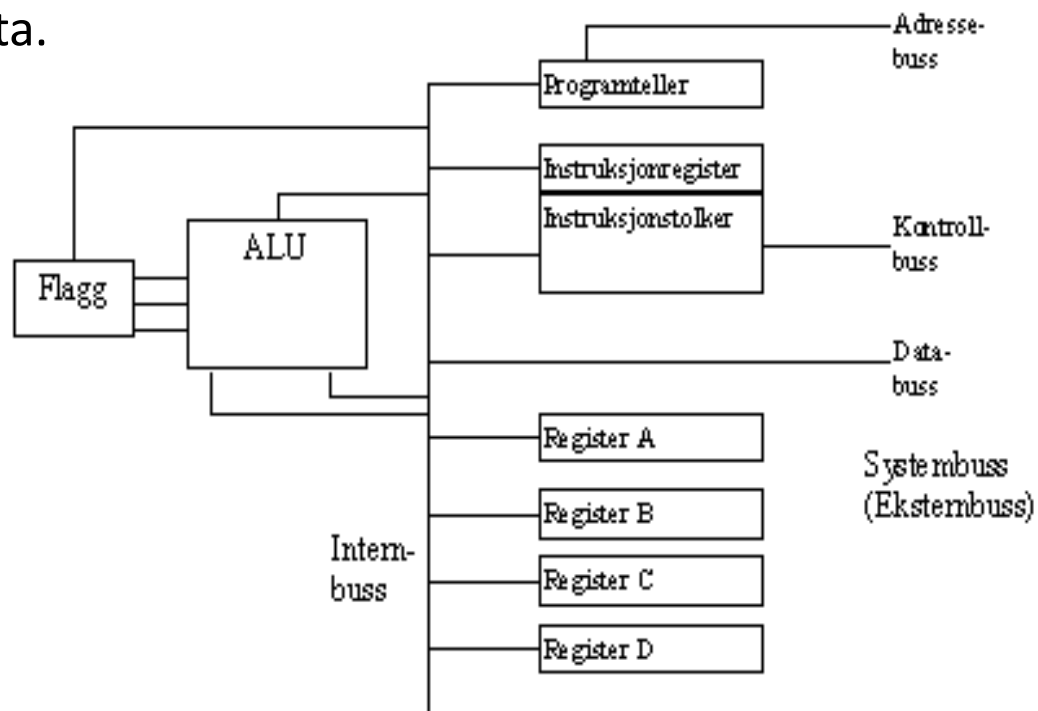 ta.
Adresse-
buss
Programteller
Instruksjonregister
Instruksjonstolker
Kontroll-
buss
ALU
Flagg
Data-
buss
Register A
Register B
Register C
Register D
Systembuss
(Eksternbuss)
Intern-
buss